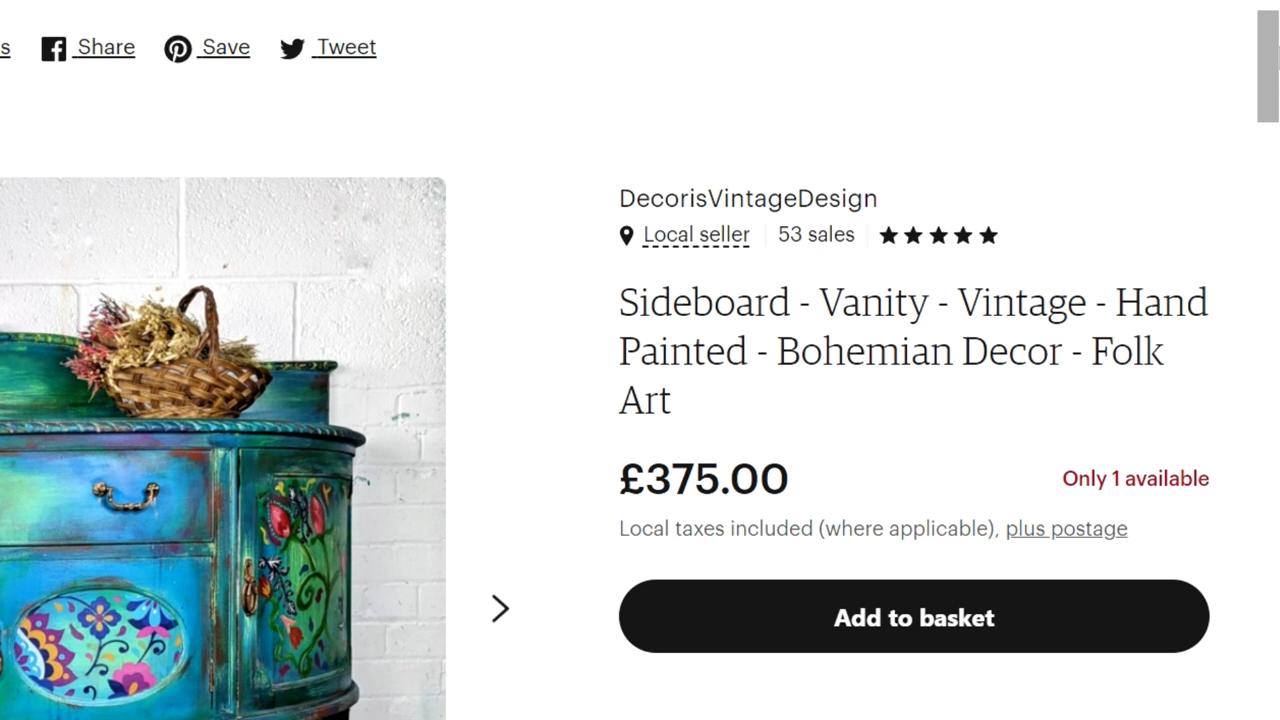 s Share Save Tweet
DecorisVintageDesign
Local seller 53 sales
Sideboard - Vanity - Vintage - Hand
Painted - Bohemian Decor - Folk
Art
£375.00 Only 1 available
Local taxes included (where applicable), plus postage
Add to basket